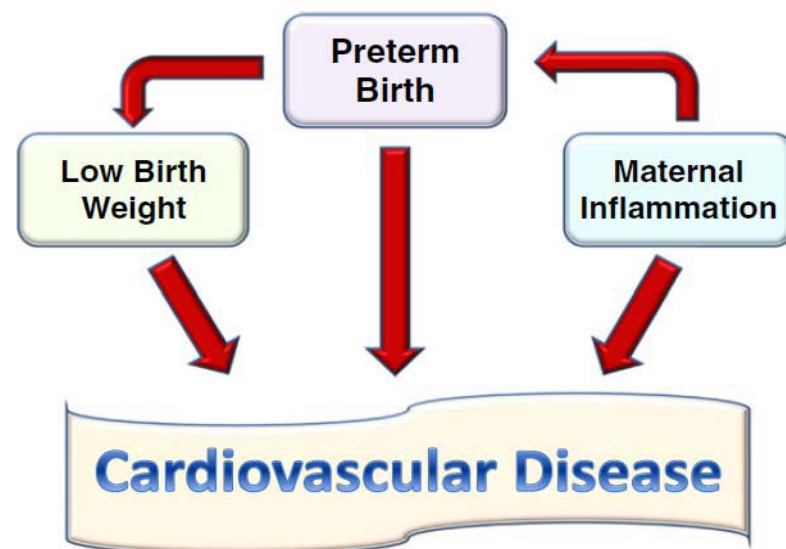 Preterm
Birth
Low Birth
Weight
Maternal
Inflammation
Cardiovascular Disease